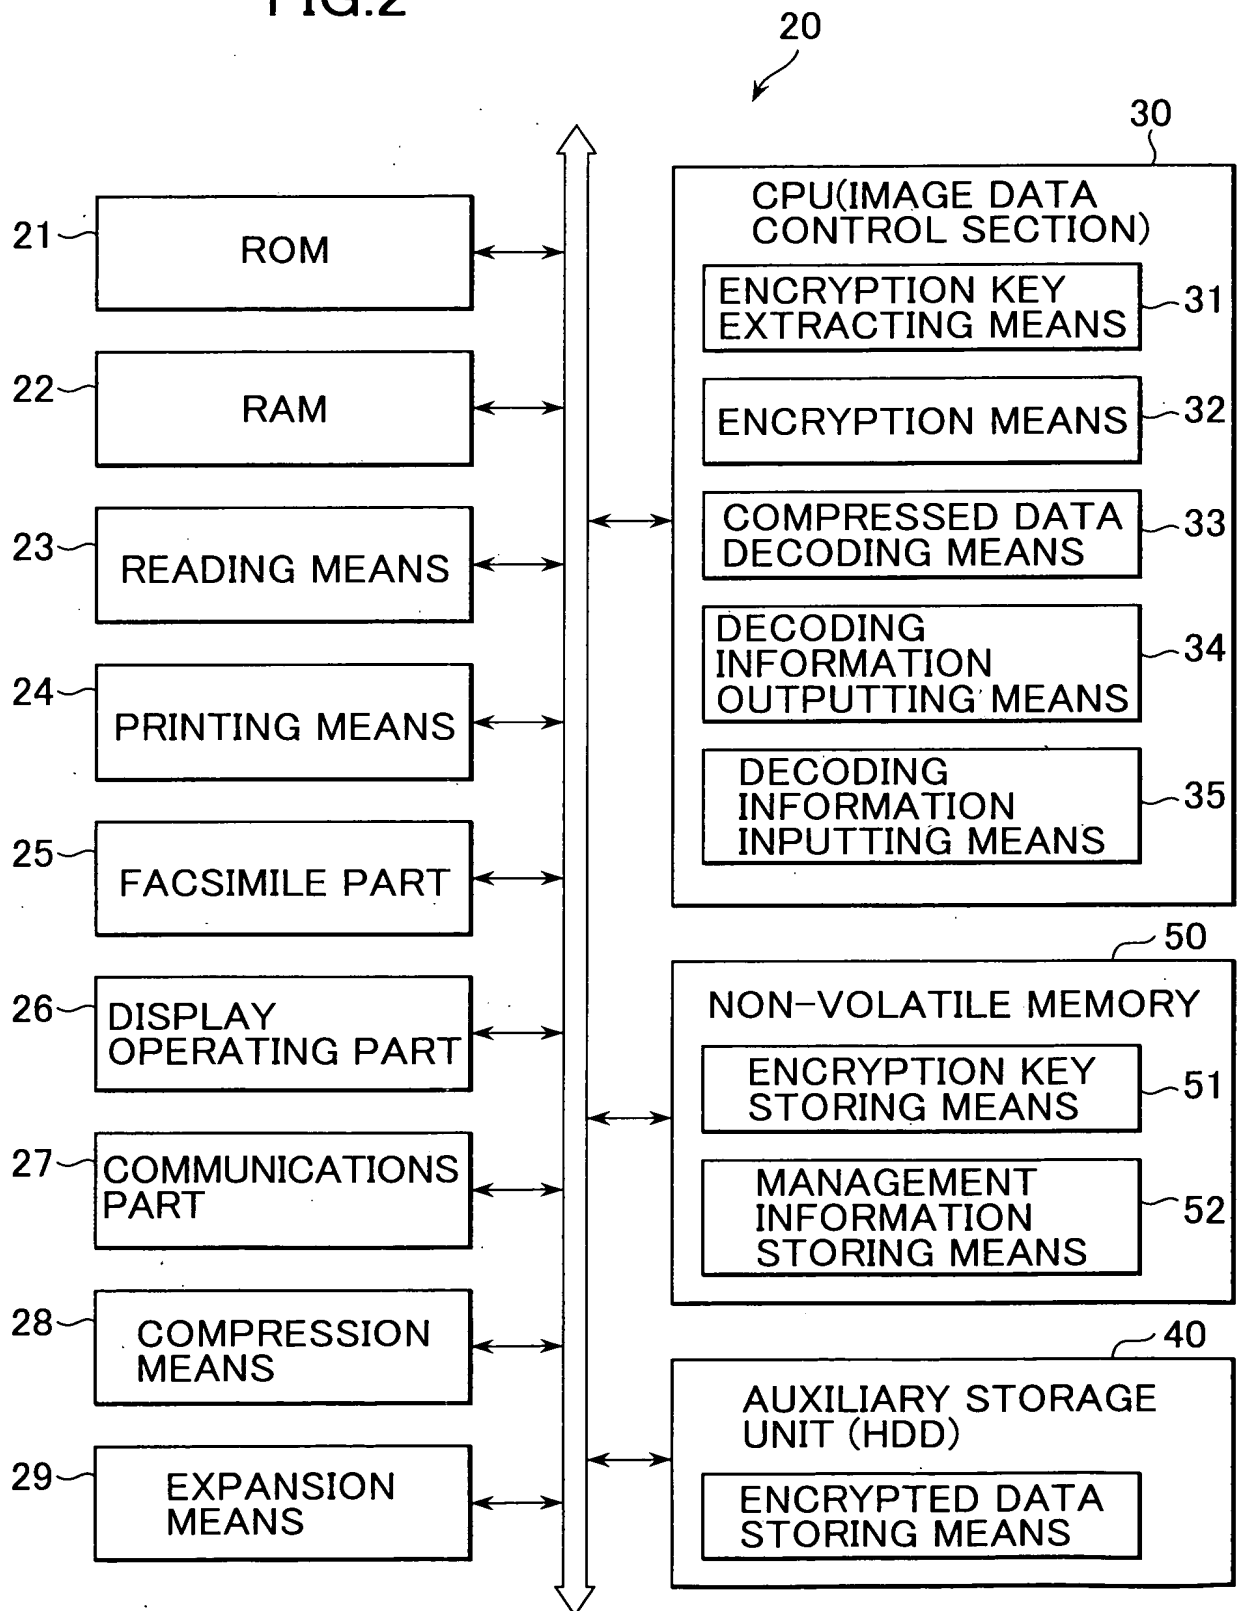 FIG.2
20
21
ROM
22
RAM
23
READING MEANS
24
PRINTING MEANS
25
FACSIMILE PART
26
DISPLAY
OPERATING PART
27
COMMUNICATIONS
PART
28
COMPRESSION
MEANS
29
EXPANSION
MEANS
30
CPU(IMAGE DATA
CONTROL SECTION)
ENCRYPTION KEY
EXTRACTING MEANS
31
ENCRYPTION MEANS
32
COMPRESSED DATA
DECODING MEANS
33
DECODING
INFORMATION
OUTPUTTING MEANS
34
DECODING
INFORMATION
INPUTTING MEANS
35
50
NON-VOLATILE MEMORY
ENCRYPTION KEY
STORING MEANS
51
MANAGEMENT
INFORMATION
STORING MEANS
52
40
AUXILIARY STORAGE
UNIT (HDD)
ENCRYPTED DATA
STORING MEANS